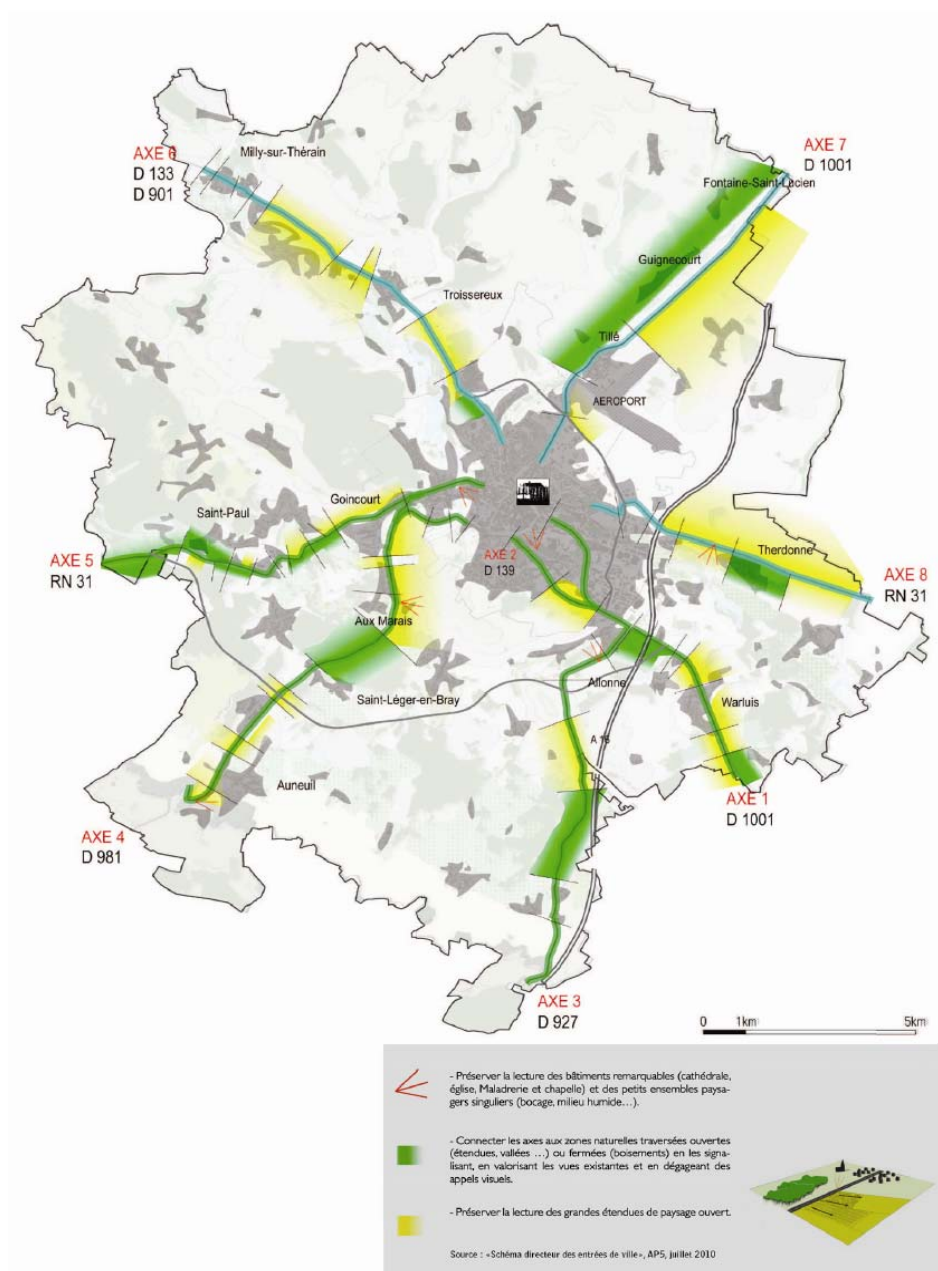 AXE 6
D 133
D 901
Milly-sur-Thérain
AXE 7
D 1001
Fontaine-Saint-Lucien
Guignecourt
Troissereux
Tillé
AEROPORT
Goincourt
Saint-Paul
AXE 5
RN 31
AXE 2
D 139
Therdonne
AXE 8
RN 31
Aux Marais
Saint-Léger-en-Bray
Allonne
Warluis
A 16
Auneuil
AXE 1
D 1001
AXE 4
D 981
AXE 3
D 927
0 1km 5km
- Préserver la lecture des bâtiments remarquables (cathédrale,
église, Maladrerie et chapelle) et des petits ensembles paysa-
gers singuliers (bocage, milieu humide...).
- Connecter les axes aux zones naturelles traversées ouvertes
(étendues, vallées ...) ou fermées (boisements) en les signa-
lisant, en valorisant les vues existantes et en dégageant des
appels visuels.
- Préserver la lecture des grandes étendues de paysage ouvert.
Source : «Schéma directeur des entrées de ville», AP5, juillet 2010